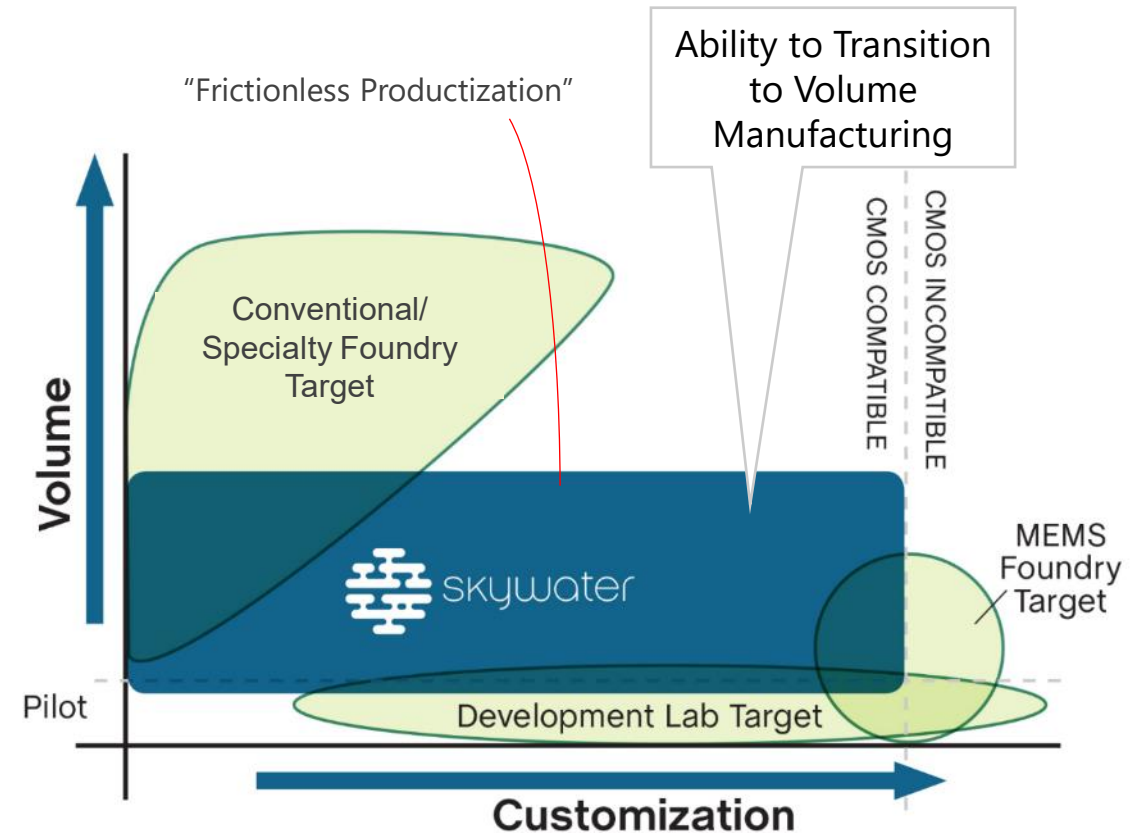 “Frictionless Productization”
Ability to Transition
to Volume
Manufacturing
Conventional/
Specialty Foundry
Target
CMOS COMPATIBLE
CMOS INCOMPATIBLE
Volume
skywater
MEMS
Foundry
Target
Pilot
Development Lab Target
Customization